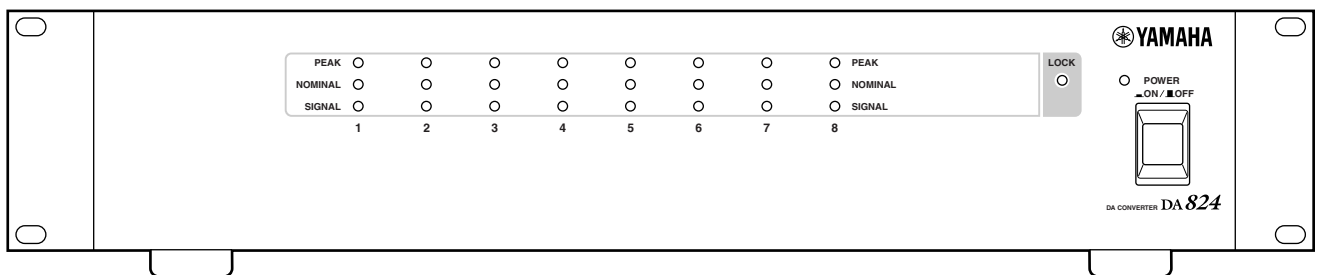 YAMAHA
PEAK PEAK LOCK
NOMINAL NOMINAL POWER
ON / OFF
SIGNAL SIGNAL
1 2 3 4 5 6 7 8
DA CONVERTER DA824